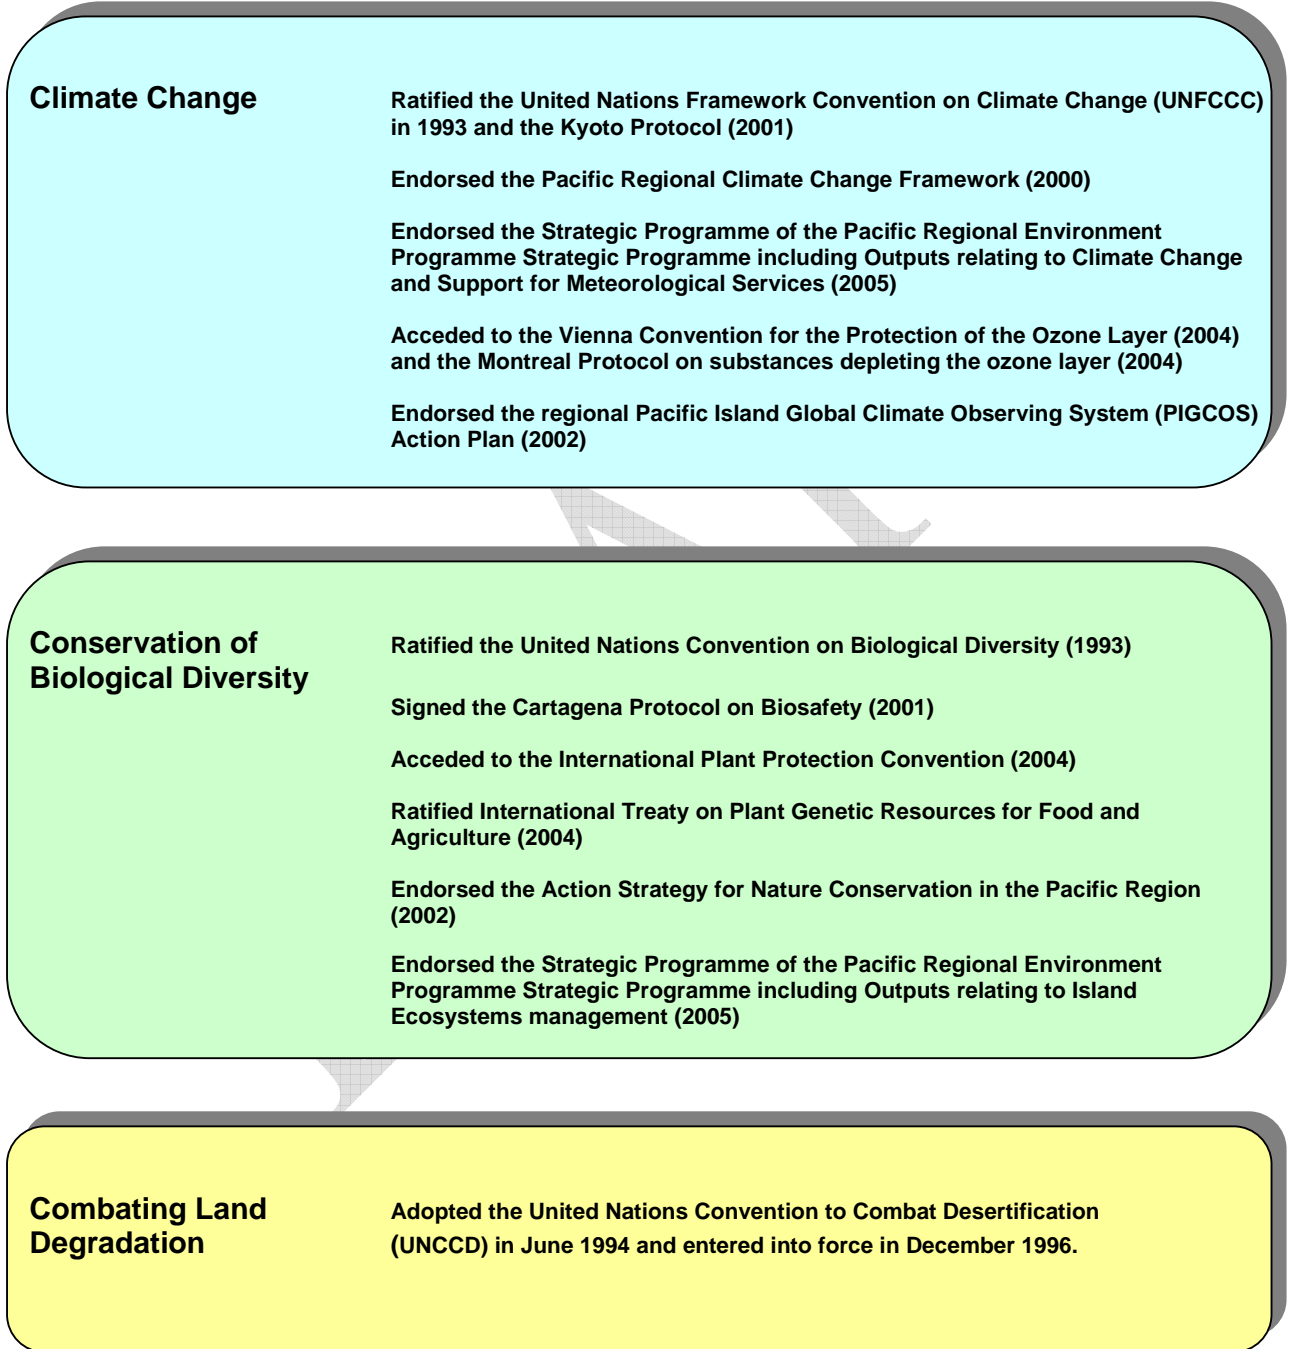 Climate Change
Ratified the United Nations Framework Convention on Climate Change (UNFCCC)
in 1993 and the Kyoto Protocol (2001)
Endorsed the Pacific Regional Climate Change Framework (2000)
Endorsed the Strategic Programme of the Pacific Regional Environment
Programme Strategic Programme including Outputs relating to Climate Change
and Support for Meteorological Services (2005)
Acceded to the Vienna Convention for the Protection of the Ozone Layer (2004)
and the Montreal Protocol on substances depleting the ozone layer (2004)
Endorsed the regional Pacific Island Global Climate Observing System (PIGCOS)
Action Plan (2002)
Conservation of
Biological Diversity
Ratified the United Nations Convention on Biological Diversity (1993)
Signed the Cartagena Protocol on Biosafety (2001)
Acceded to the International Plant Protection Convention (2004)
Ratified International Treaty on Plant Genetic Resources for Food and
Agriculture (2004)
Endorsed the Action Strategy for Nature Conservation in the Pacific Region
(2002)
Endorsed the Strategic Programme of the Pacific Regional Environment
Programme Strategic Programme including Outputs relating to Island
Ecosystems management (2005)
Combating Land
Degradation
Adopted the United Nations Convention to Combat Desertification
(UNCCD) in June 1994 and entered into force in December 1996.